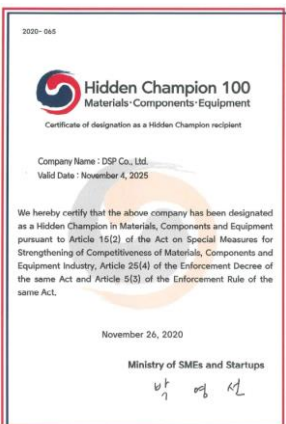 2020- 065
Hidden Champion 100
Materials·Components·Equipment
Certificate of designation as a Hidden Champion recipient
Company Name : DSP Co., Ltd.
Valid Date : November 4, 2025
We hereby certify that the above company has been designated
as a Hidden Champion in Materials, Components and Equipment
pursuant to Article 15(2) of the Act on Special Measures for
Strengthening of Competitiveness of Materials, Components and
Equipment Industry, Article 25(4) of the Enforcement Decree of
the same Act and Article 5(3) of the Enforcement Rule of the
same Act.
November 26, 2020
Ministry of SMEs and Startups
박 영 선